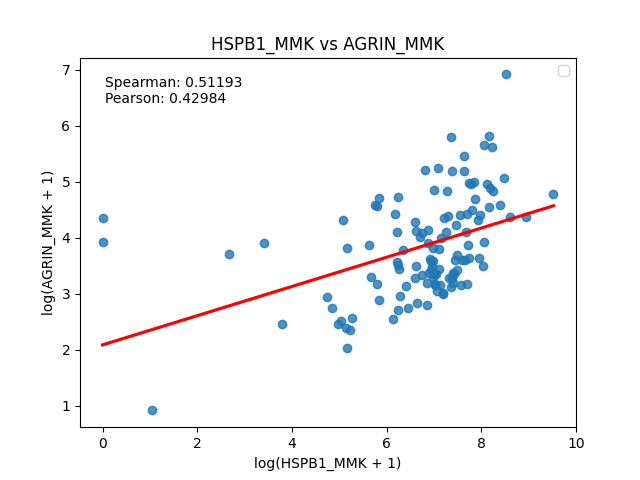 HSPB1_MMK vs AGRIN_MMK
Spearman: 0.51193
Pearson: 0.42984
log(AGRIN_MMK + 1)
7
6
5
4
3
2
1
0 2 4 6 8 10
log(HSPB1_MMK + 1)